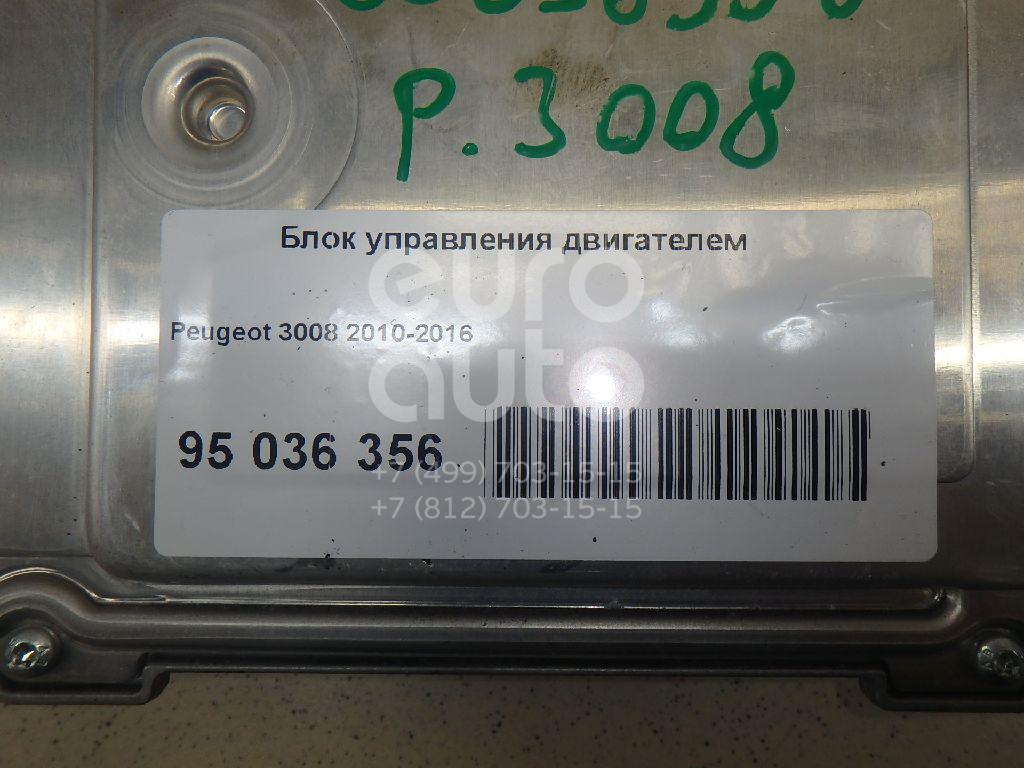 P. 3008
Блок управления двигателем
euro
auto
Peugeot 3008 2010-2016
95 036 356
+7 (499) 703-15-15
+7 (812) 703-15-15